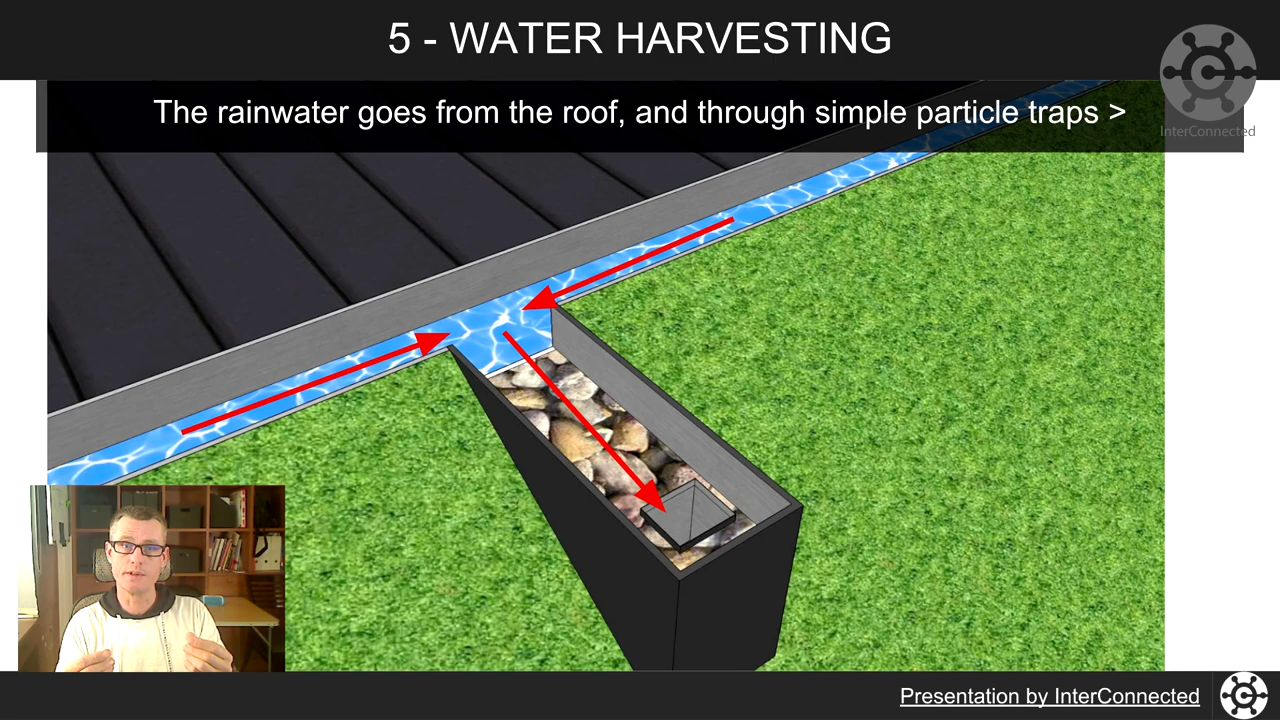 5 - WATER HARVESTING
The rainwater goes from the roof, and through simple particle traps >
InterConnected
Presentation by InterConnected